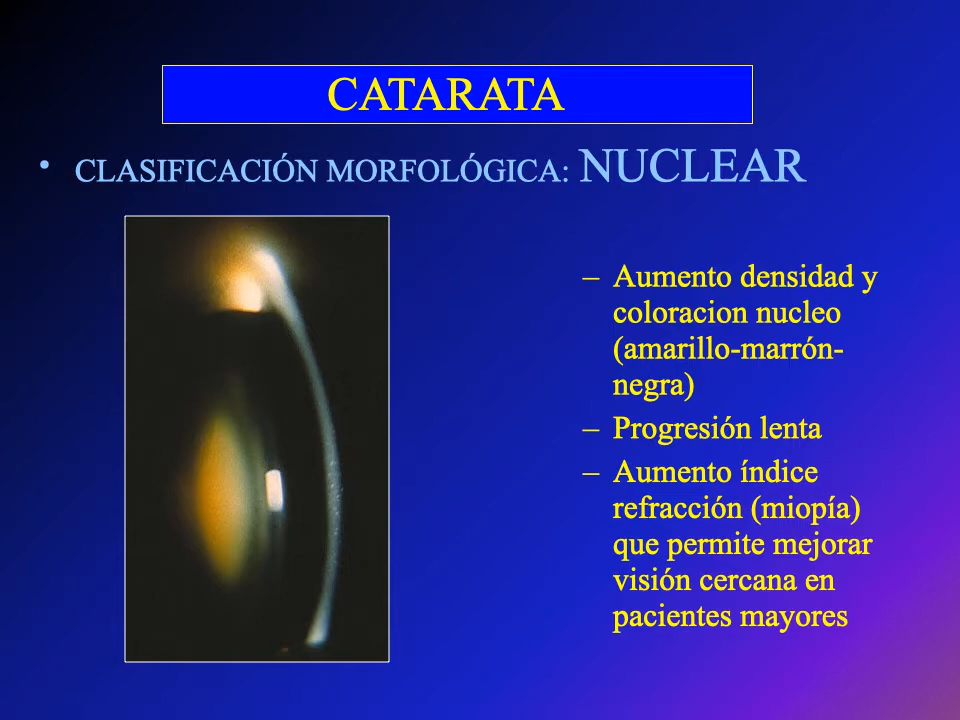 CATARATA
• CLASIFICACIÓN MORFOLÓGICA: NUCLEAR
– Aumento densidad y
coloracion nucleo
(amarillo-marrón-
negra)
– Progresión lenta
– Aumento índice
refracción (miopía)
que permite mejorar
visión cercana en
pacientes mayores